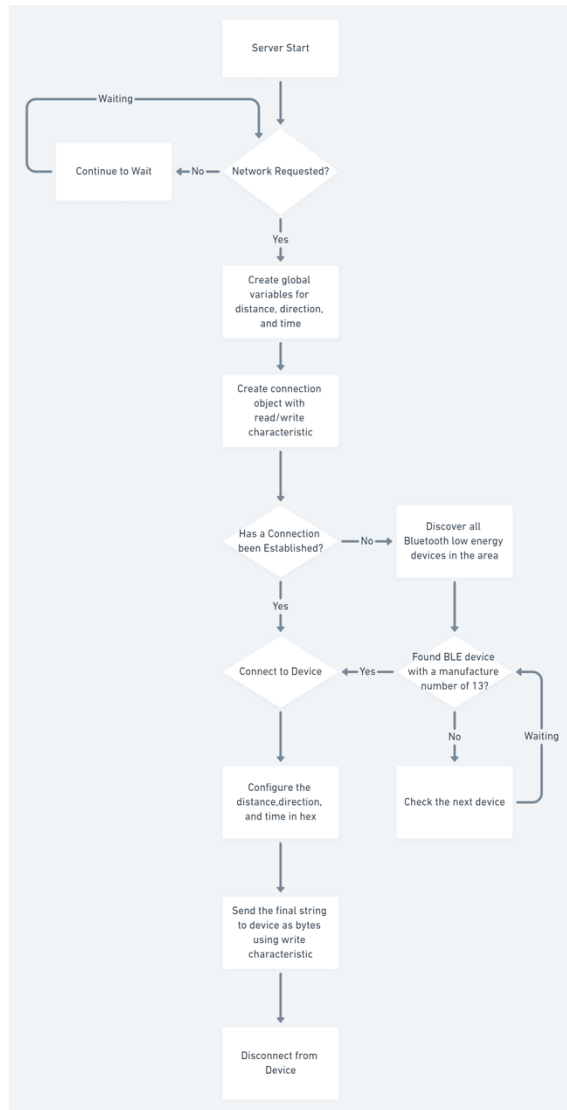 Server Start
Waiting
Continue to Wait
No
Network Requested?
Yes
Create global
variables for
distance, direction,
and time
Create connection
object with
read/write
characteristic
Has a Connection
been Established?
No
Discover all
Bluetooth low energy
devices in the area
Yes
Connect to Device
Yes
Found BLE device
with a manufacture
number of 13?
No
Waiting
Configure the
distance,direction,
and time in hex
Check the next device
Send the final string
to device as bytes
using write
characteristic
Disconnect from
Device